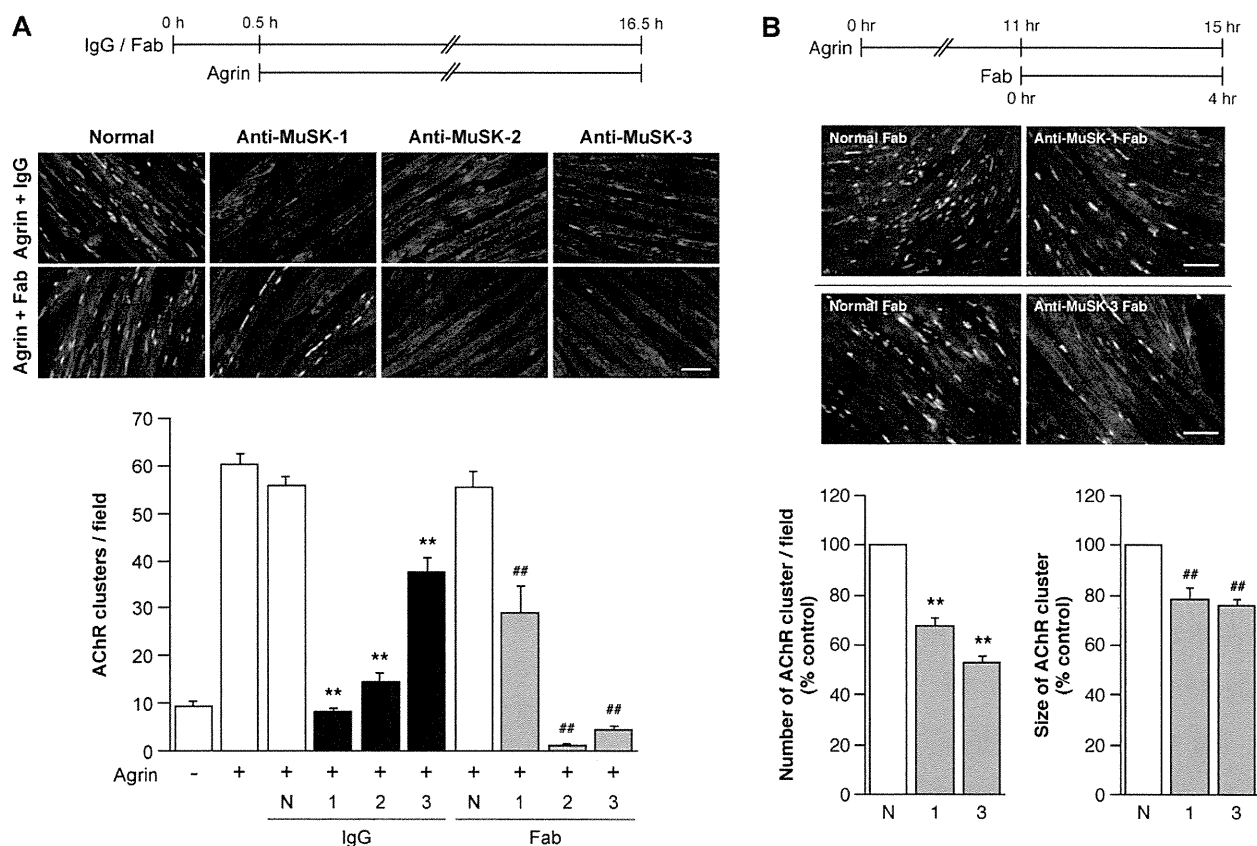 A
0 h
0.5 h
16.5 h
IgG / Fab
Agrin
Normal
Anti-MuSK-1
Anti-MuSK-2
Anti-MuSK-3
Agrin + IgG
Agrin + Fab
AChR clusters / field
70
60
50
40
30
20
10
0
**
**
**
##
##
##
Agrin - + + + + + + + + +
N 1 2 3 N 1 2 3
IgG Fab
B
0 hr
11 hr
15 hr
Agrin
Fab
0 hr
4 hr
Normal Fab
Anti-MuSK-1 Fab
Normal Fab
Anti-MuSK-3 Fab
Number of AChR cluster / field
(% control)
120
100
80
60
40
20
0
**
**
N 1 3
Size of AChR cluster
(% control)
120
100
80
60
40
20
0
##
##
N 1 3